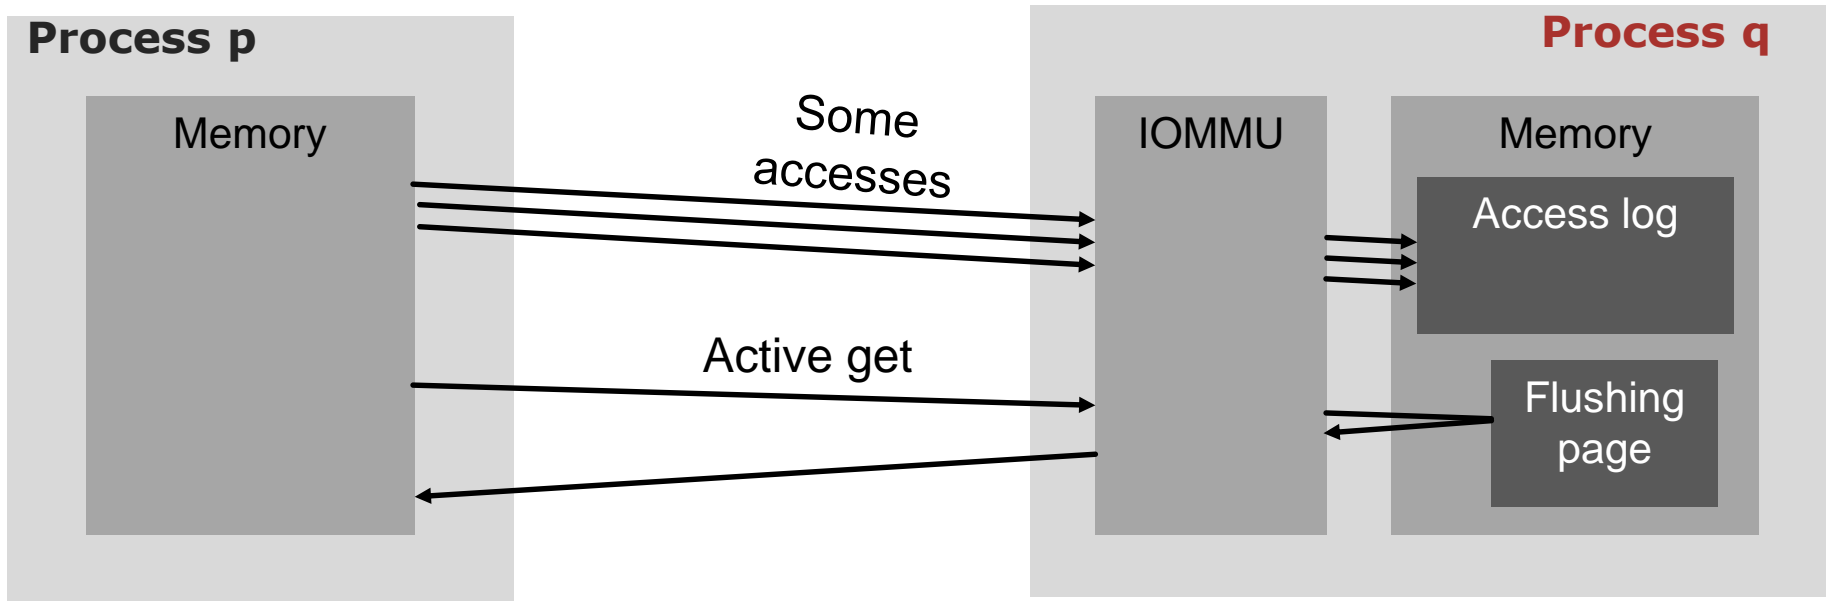 Process p
Process q
Memory
Some
accesses
IOMMU
Memory
Access log
Active get
Flushing
page